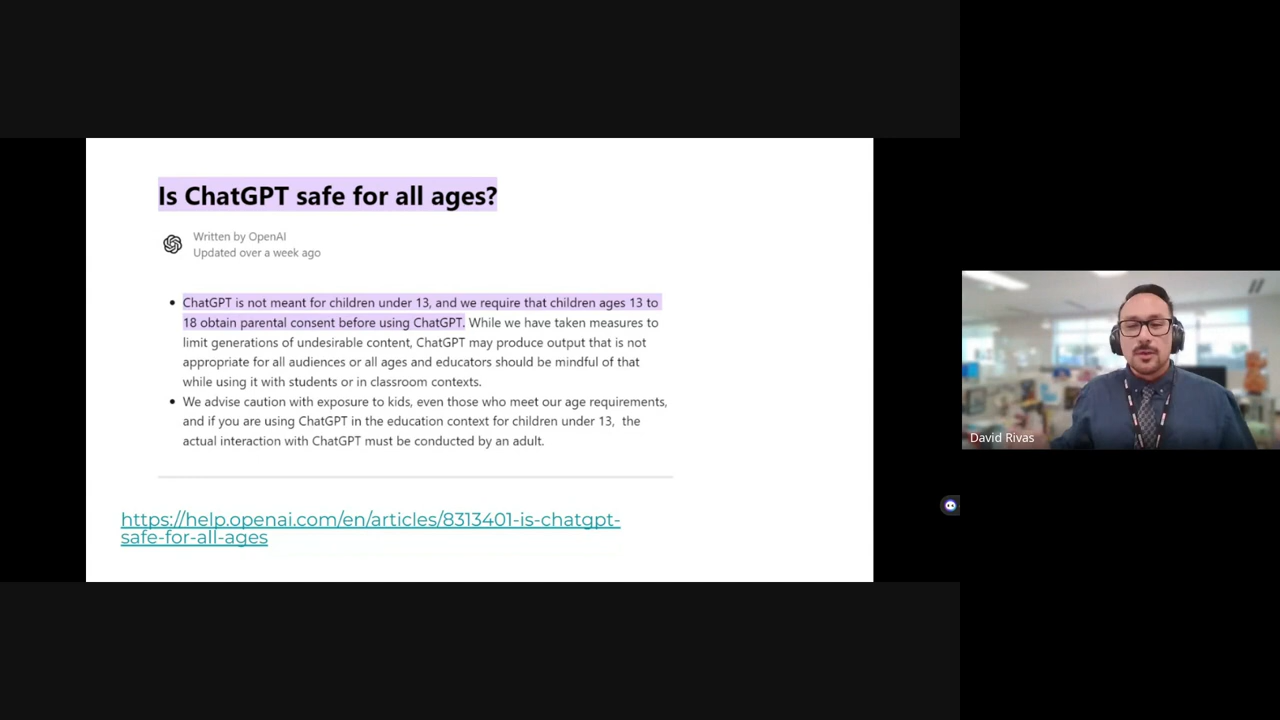 Is ChatGPT safe for all ages?
Written by OpenAI
Updated over a week ago
• ChatGPT is not meant for children under 13, and we require that children ages 13 to
18 obtain parental consent before using ChatGPT. While we have taken measures to
limit generations of undesirable content, ChatGPT may produce output that is not
appropriate for all audiences or all ages and educators should be mindful of that
while using it with students or in classroom contexts.
• We advise caution with exposure to kids, even those who meet our age requirements,
and if you are using ChatGPT in the education context for children under 13, the
actual interaction with ChatGPT must be conducted by an adult.
https://help.openai.com/en/articles/8313401-is-chatgpt-
safe-for-all-ages
David Rivas